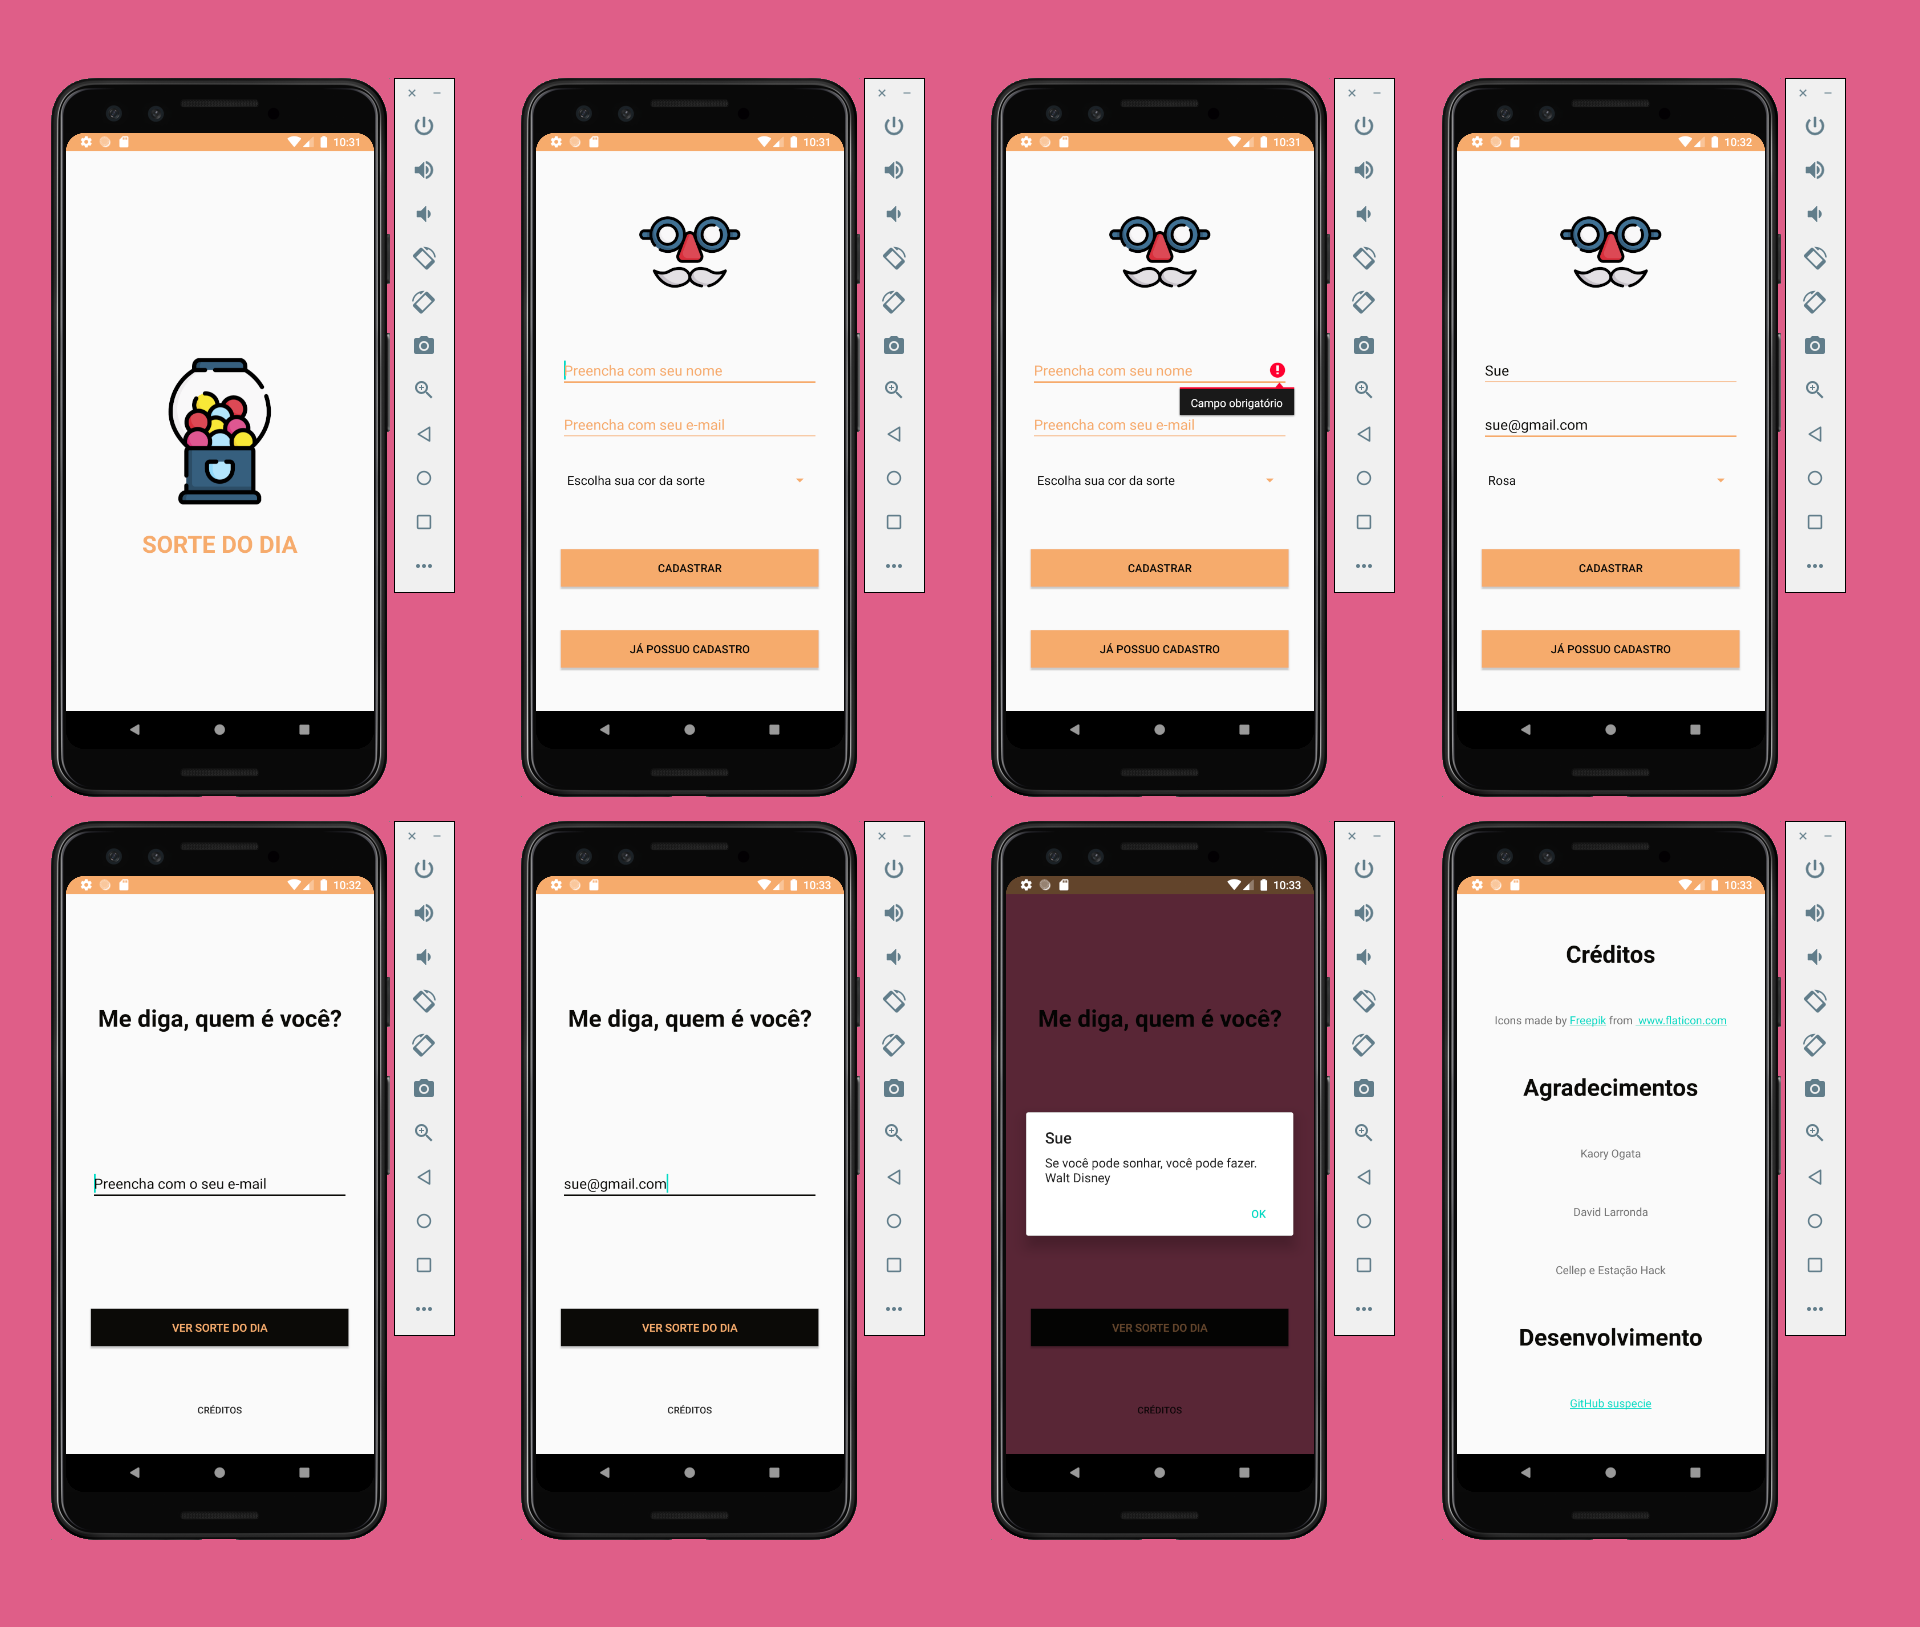 10:31
SORTE DO DIA
10:31
Preencha com seu nome
Preencha com seu e-mail
Escolha sua cor da sorte
CADASTRAR
JÁ POSSUO CADASTRO
10:31
Preencha com seu nome
Campo obrigatório
Preencha com seu e-mail
Escolha sua cor da sorte
CADASTRAR
JÁ POSSUO CADASTRO
10:32
Sue
sue@gmail.com
Rosa
CADASTRAR
JÁ POSSUO CADASTRO
10:32
Me diga, quem é você?
Preencha com o seu e-mail
VER SORTE DO DIA
CRÉDITOS
10:33
Me diga, quem é você?
sue@gmail.com
VER SORTE DO DIA
CRÉDITOS
10:33
Me diga, quem é você?
Sue
Se você pode sonhar, você pode fazer.
Walt Disney
OK
VER SORTE DO DIA
CRÉDITOS
10:33
Créditos
Icons made by Freepik from www.flaticon.com
Agradecimentos
Kaory Ogata
David Larronda
Cellep e Estação Hack
Desenvolvimento
GitHub suspecie